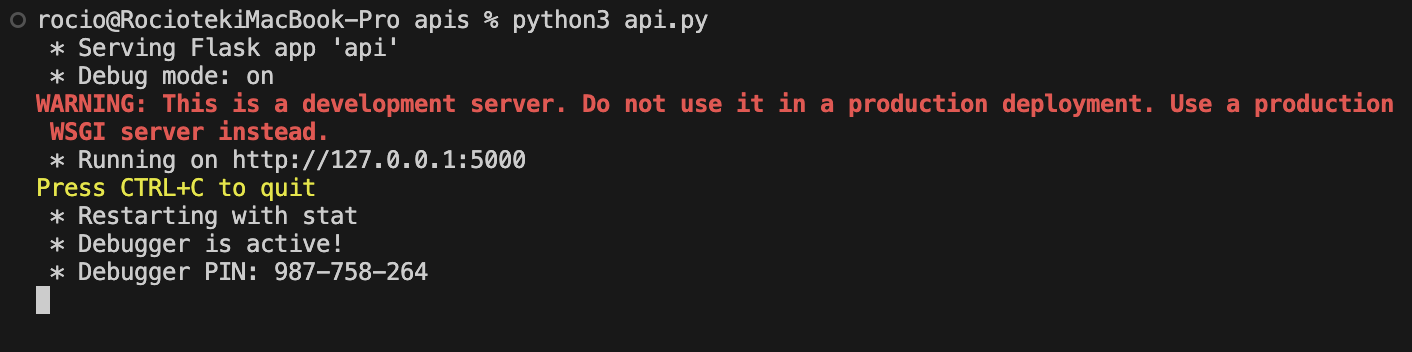 rocio@RociotekiMacBook-Pro apis % python3 api.py
* Serving Flask app 'api'
* Debug mode: on
WARNING: This is a development server. Do not use it in a production deployment. Use a production
WSGI server instead.
* Running on http://127.0.0.1:5000
Press CTRL+C to quit
* Restarting with stat
* Debugger is active!
* Debugger PIN: 987-758-264